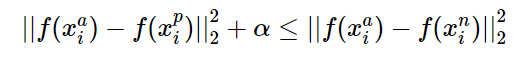 ||f(x_i^a) − f(x_i^p)||_2^2 + α ≤ ||f(x_i^a) − f(x_i^n)||_2^2